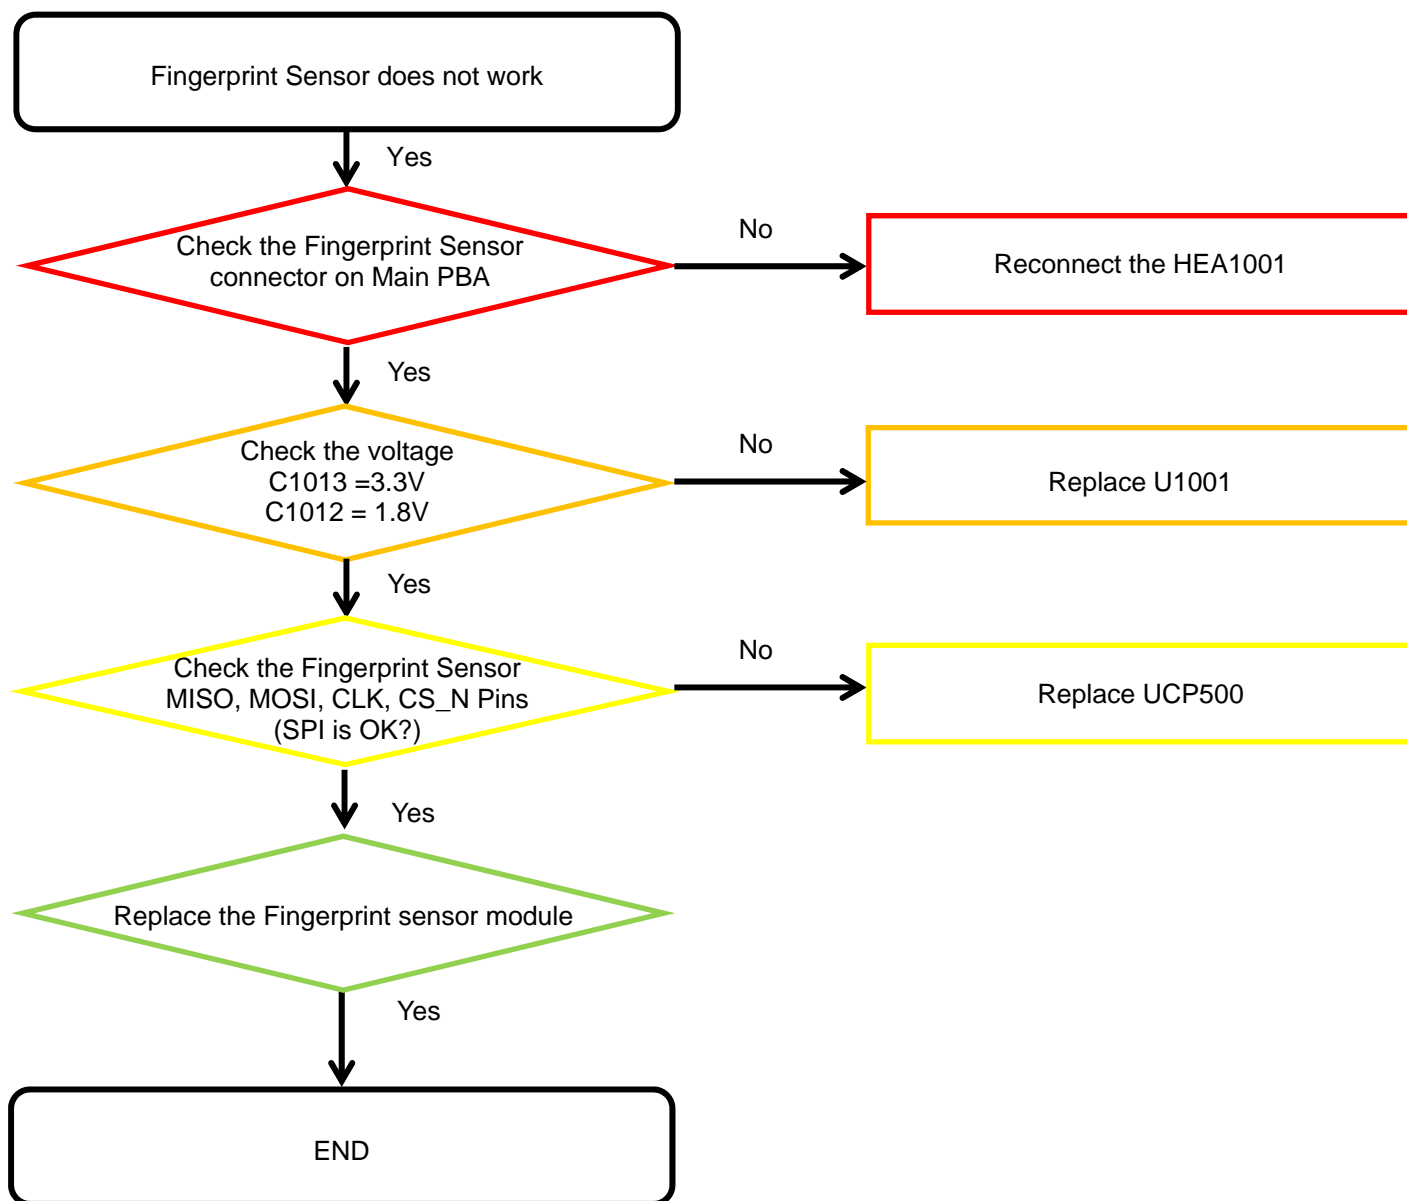 Fingerprint Sensor does not work
Yes
Check the Fingerprint Sensor
connector on Main PBA
No
Reconnect the HEA1001
Yes
Check the voltage
C1013 =3.3V
C1012 = 1.8V
No
Replace U1001
Yes
Check the Fingerprint Sensor
MISO, MOSI, CLK, CS_N Pins
(SPI is OK?)
No
Replace UCP500
Yes
Replace the Fingerprint sensor module
Yes
END